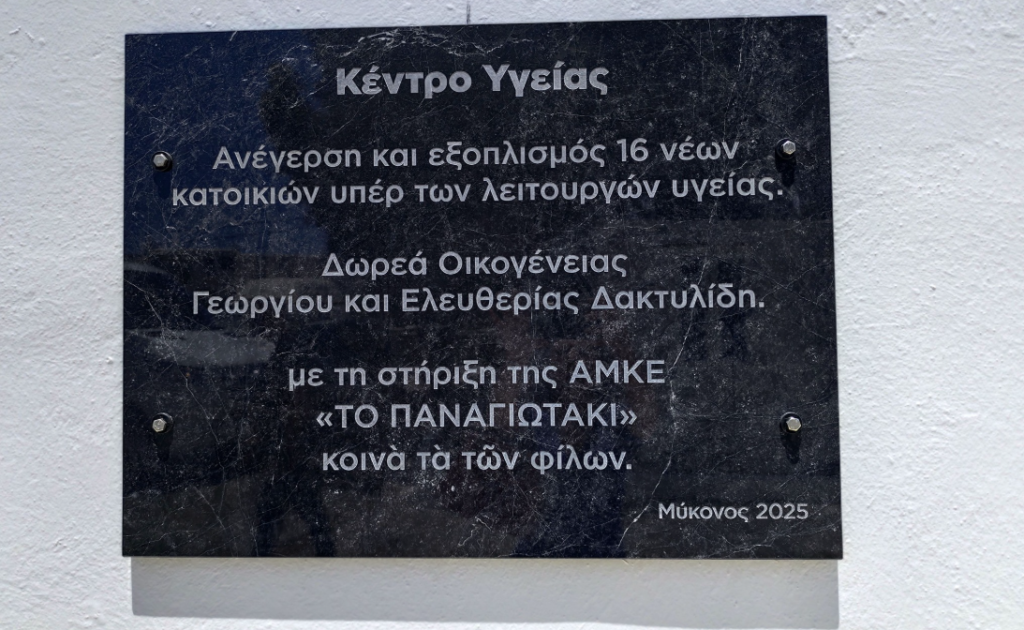 Κέντρο Υγείας
Ανέγερση και εξοπλισμός 16 νέων
κατοικιών υπέρ των λειτουργών υγείας.
Δωρεά Οικογένειας
Γεωργίου και Ελευθερίας Δακτυλίδη.
με τη στήριξη της ΑΜΚΕ
«ΤΟ ΠΑΝΑΓΙΩΤΑΚΙ»
κοινὰ τὰ τῶν φίλων.
Μύκονος 2025